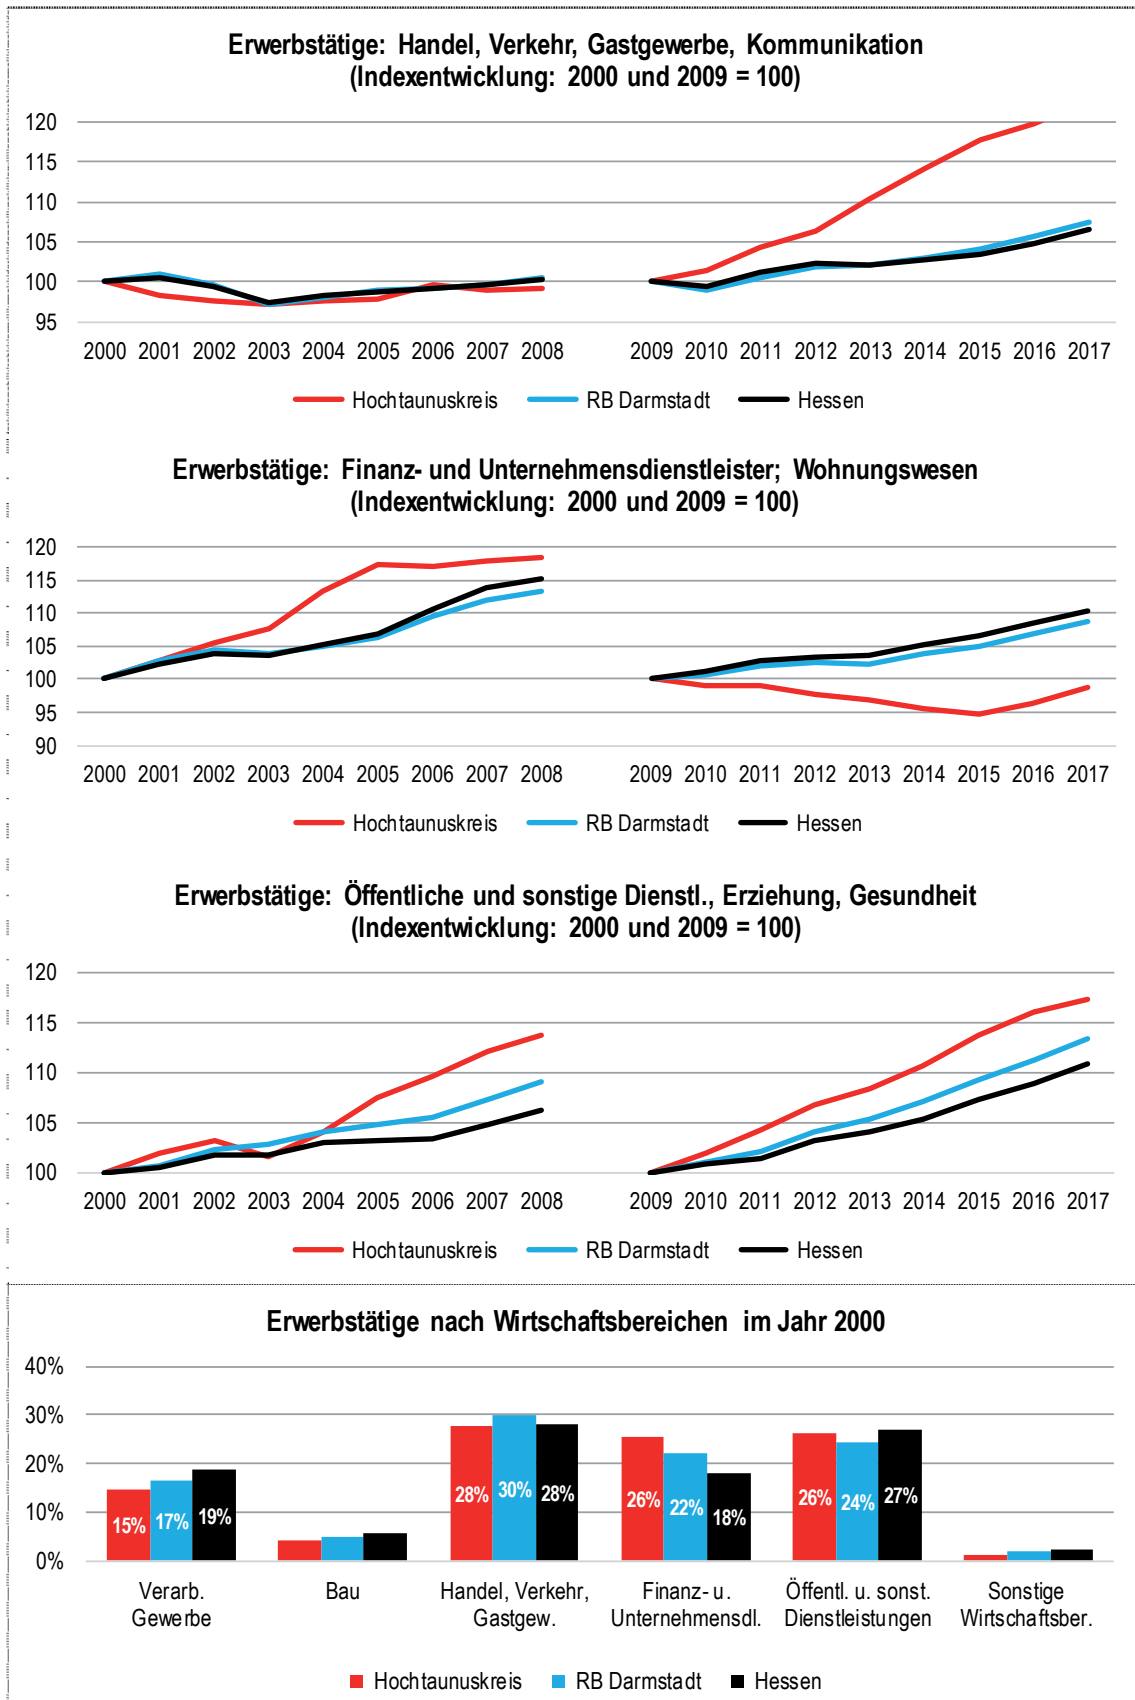 Erwerbstätige: Handel, Verkehr, Gastgewerbe, Kommunikation
(Indexentwicklung: 2000 und 2009 = 100)
120
115
110
105
100
95
2000 2001 2002 2003 2004 2005 2006 2007 2008 2009 2010 2011 2012 2013 2014 2015 2016 2017
Hochtaunuskreis RB Darmstadt Hessen
Erwerbstätige: Finanz- und Unternehmensdienstleister; Wohnungswesen
(Indexentwicklung: 2000 und 2009 = 100)
120
115
110
105
100
95
90
2000 2001 2002 2003 2004 2005 2006 2007 2008 2009 2010 2011 2012 2013 2014 2015 2016 2017
Hochtaunuskreis RB Darmstadt Hessen
Erwerbstätige: Öffentliche und sonstige Dienstl., Erziehung, Gesundheit
(Indexentwicklung: 2000 und 2009 = 100)
120
115
110
105
100
2000 2001 2002 2003 2004 2005 2006 2007 2008 2009 2010 2011 2012 2013 2014 2015 2016 2017
Hochtaunuskreis RB Darmstadt Hessen
Erwerbstätige nach Wirtschaftsbereichen im Jahr 2000
40%
30%
20%
10%
0%
15% 17% 19% 28% 30% 28% 26% 22% 18% 26% 24% 27%
Verarb. Bau Handel, Verkehr, Finanz- u. Öffentl. u. sonst. Sonstige
Gewerbe Gastgew. Unternehmensdl. Dienstleistungen Wirtschaftsber.
Hochtaunuskreis RB Darmstadt Hessen